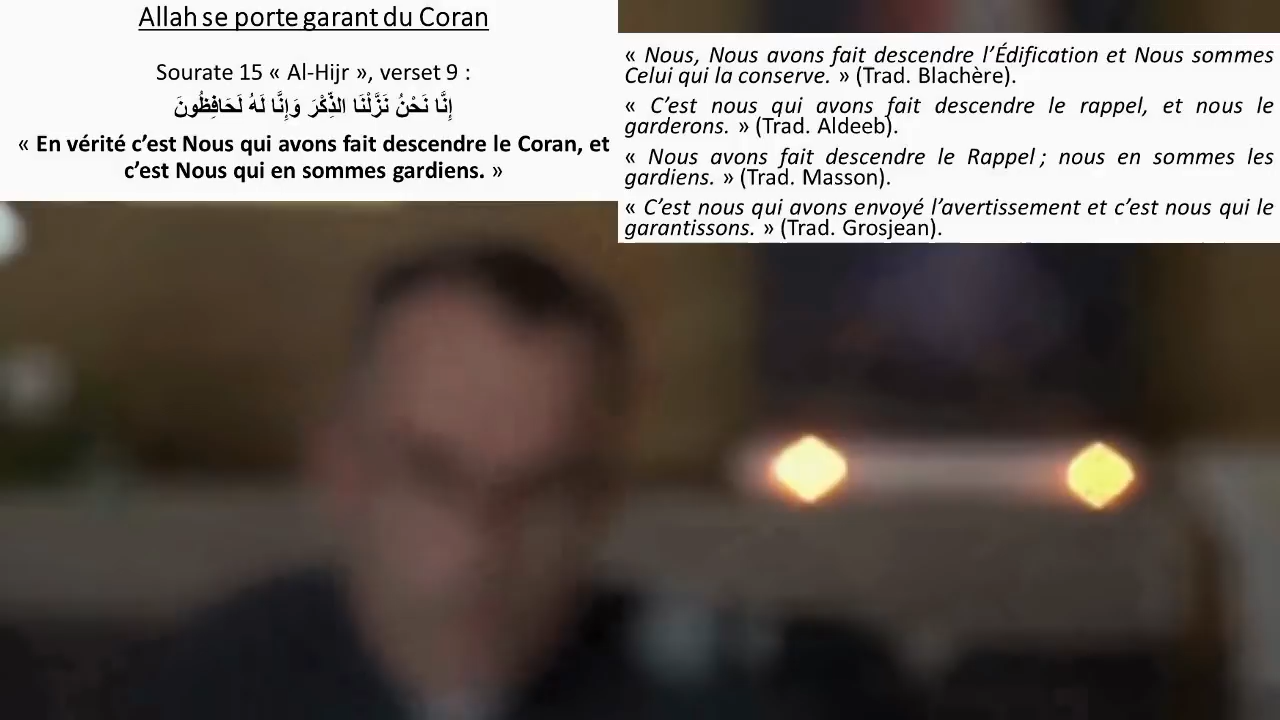 Allah se porte garant du Coran
Sourate 15 « Al-Hijr », verset 9 :
إِنَّا نَحْنُ نَزَّلْنَا الذِّكْرَ وَإِنَّا لَهُ لَحَافِظُونَ
« En vérité c’est Nous qui avons fait descendre le Coran, et
c’est Nous qui en sommes gardiens. »
« Nous, Nous avons fait descendre l’Édification et Nous sommes
Celui qui la conserve. » (Trad. Blachère).
« C’est nous qui avons fait descendre le rappel, et nous le
garderons. » (Trad. Aldeeb).
« Nous avons fait descendre le Rappel ; nous en sommes les
gardiens. » (Trad. Masson).
« C’est nous qui avons envoyé l’avertissement et c’est nous qui le
garantissons. » (Trad. Grosjean).